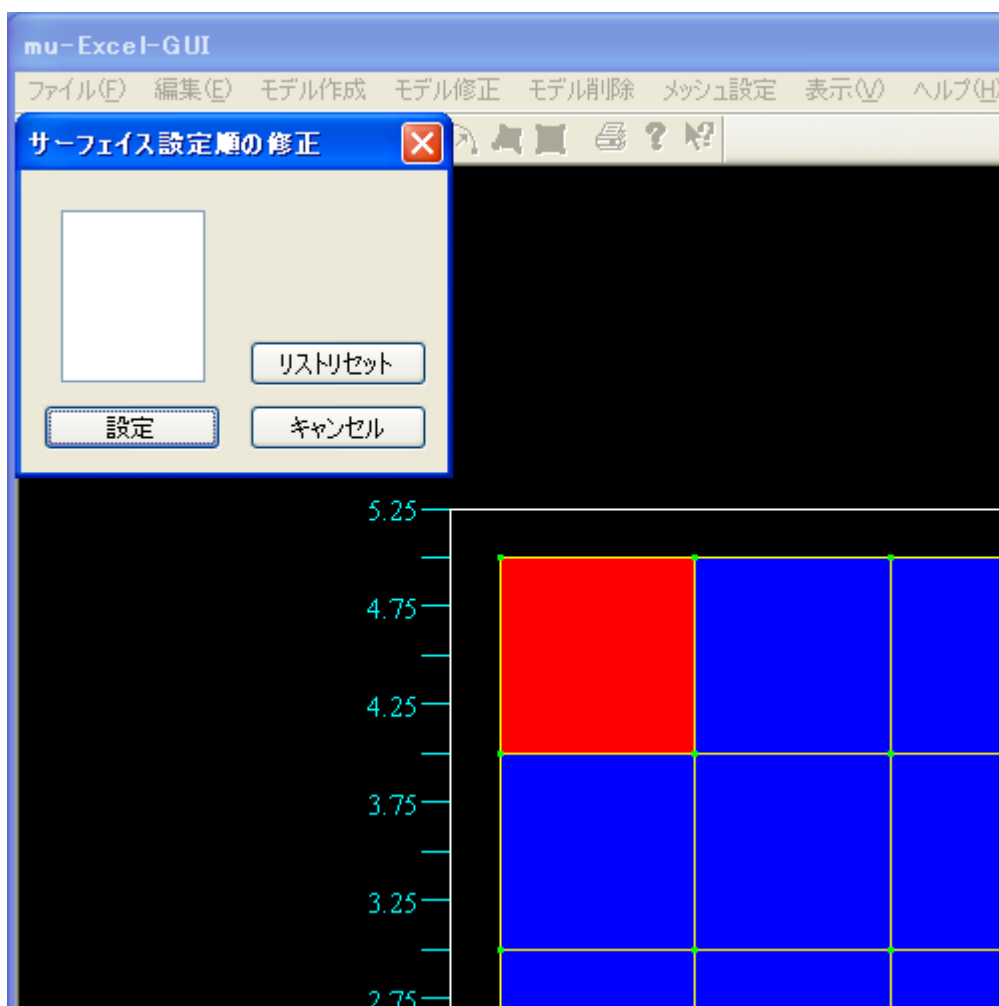 mu-Excel-GUI
ファイル(F) 編集(E) モデル作成 モデル修正 モデル削除 メッシュ設定 表示(V) ヘルプ(H)
サーフェイス設定順の修正
リストリセット
設定 キャンセル
5.25
4.75
4.25
3.75
3.25
2.75